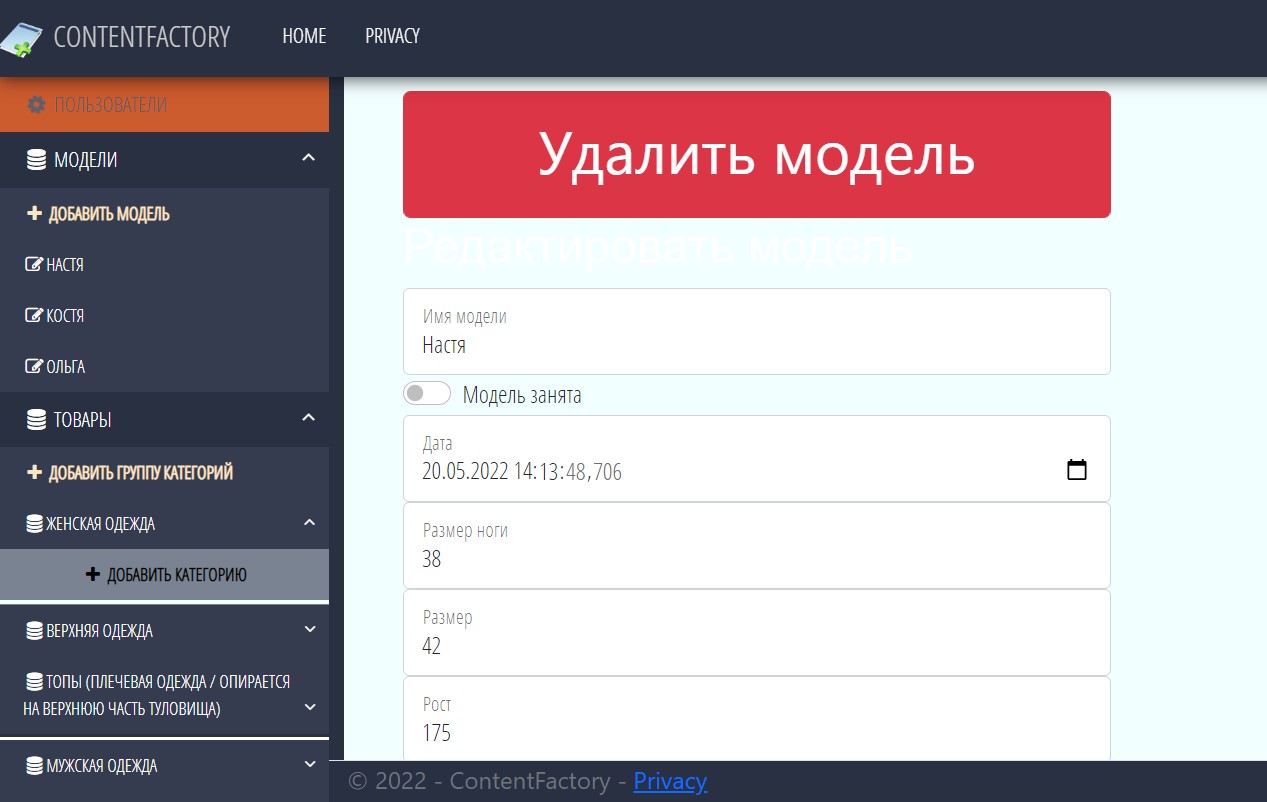 CONTENTFACTORY HOME PRIVACY
ПОЛЬЗОВАТЕЛИ
МОДЕЛИ
ДОБАВИТЬ МОДЕЛЬ
НАСТЯ
КОСТЯ
ОЛЬГА
ТОВАРЫ
ДОБАВИТЬ ГРУППУ КАТЕГОРИЙ
ЖЕНСКАЯ ОДЕЖДА
ДОБАВИТЬ КАТЕГОРИЮ
ВЕРХНЯЯ ОДЕЖДА
ТОПЫ (ПЛЕЧЕВАЯ ОДЕЖДА / ОПИРАЕТСЯ
НА ВЕРХНЮЮ ЧАСТЬ ТУЛОВИЩА)
МУЖСКАЯ ОДЕЖДА
Удалить модель
Редактировать модель
Имя модели
Настя
Модель занята
Дата
20.05.2022 14:13:48,706
Размер ноги
38
Размер
42
Рост
175
© 2022 - ContentFactory - Privacy